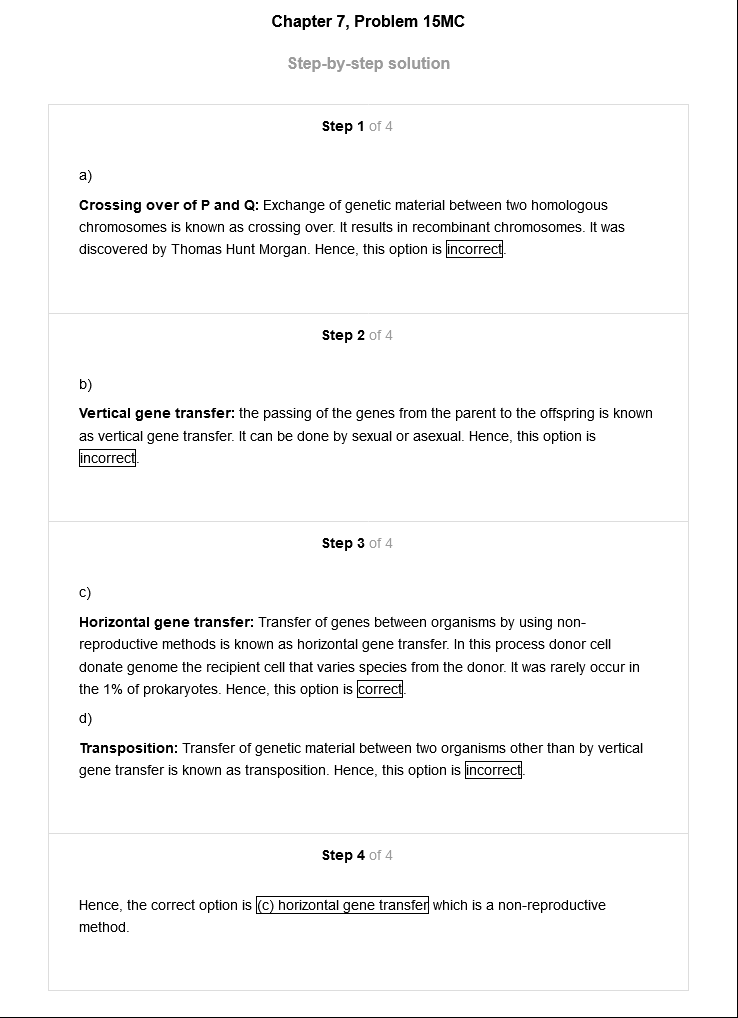 Chapter 7, Problem 15MC
Step-by-step solution
Step 1 of 4
a)
Crossing over of P and Q: Exchange of genetic material between two homologous
chromosomes is known as crossing over. It results in recombinant chromosomes. It was
discovered by Thomas Hunt Morgan. Hence, this option is incorrect.
Step 2 of 4
b)
Vertical gene transfer: the passing of the genes from the parent to the offspring is known
as vertical gene transfer. It can be done by sexual or asexual. Hence, this option is
incorrect.
Step 3 of 4
c)
Horizontal gene transfer: Transfer of genes between organisms by using non-
reproductive methods is known as horizontal gene transfer. In this process donor cell
donate genome the recipient cell that varies species from the donor. It was rarely occur in
the 1% of prokaryotes. Hence, this option is correct.
d)
Transposition: Transfer of genetic material between two organisms other than by vertical
gene transfer is known as transposition. Hence, this option is incorrect.
Step 4 of 4
Hence, the correct option is (c) horizontal gene transfer which is a non-reproductive
method.